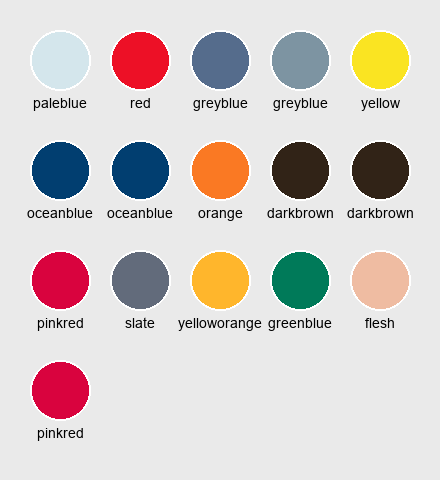 paleblue red greyblue greyblue yellow
oceanblue oceanblue orange darkbrown darkbrown
pinkred slate yelloworange greenblue flesh
pinkred